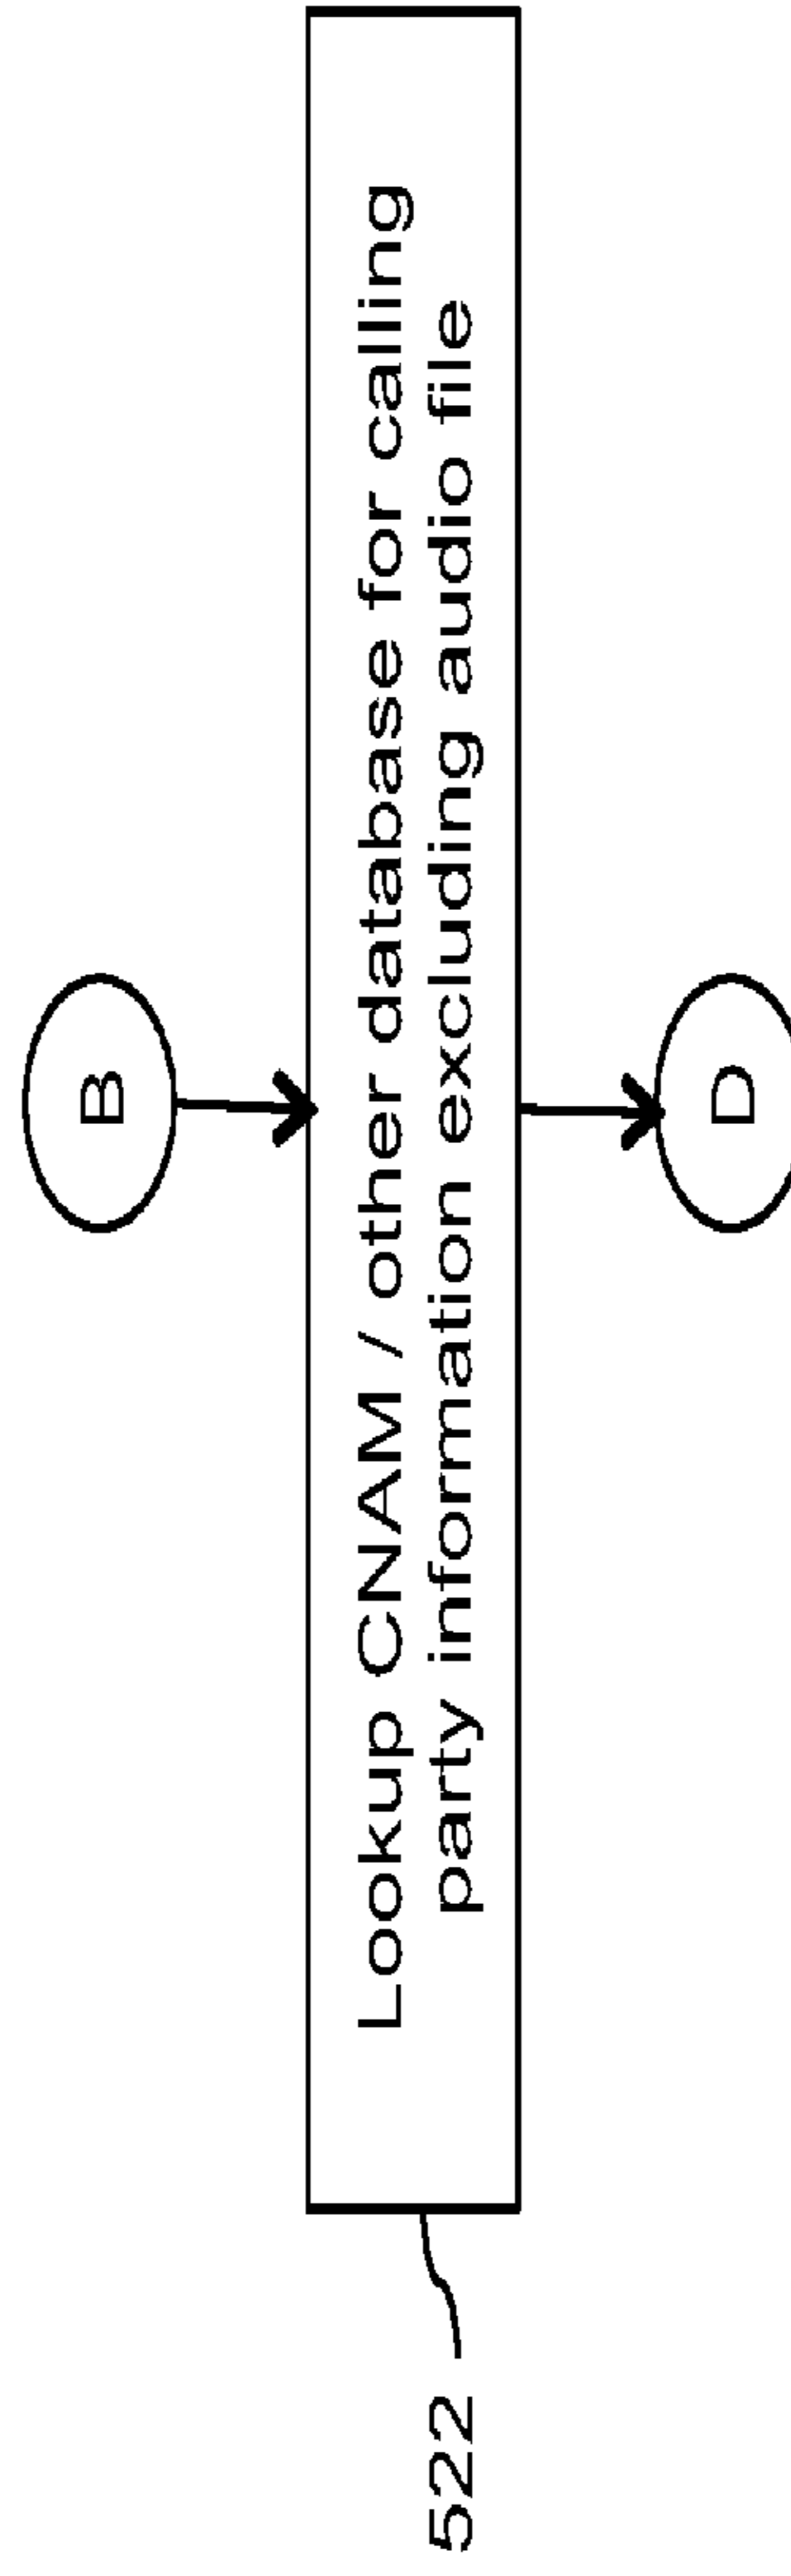 B
Lookup CNAM / other database for calling
party information excluding audio file
522
D